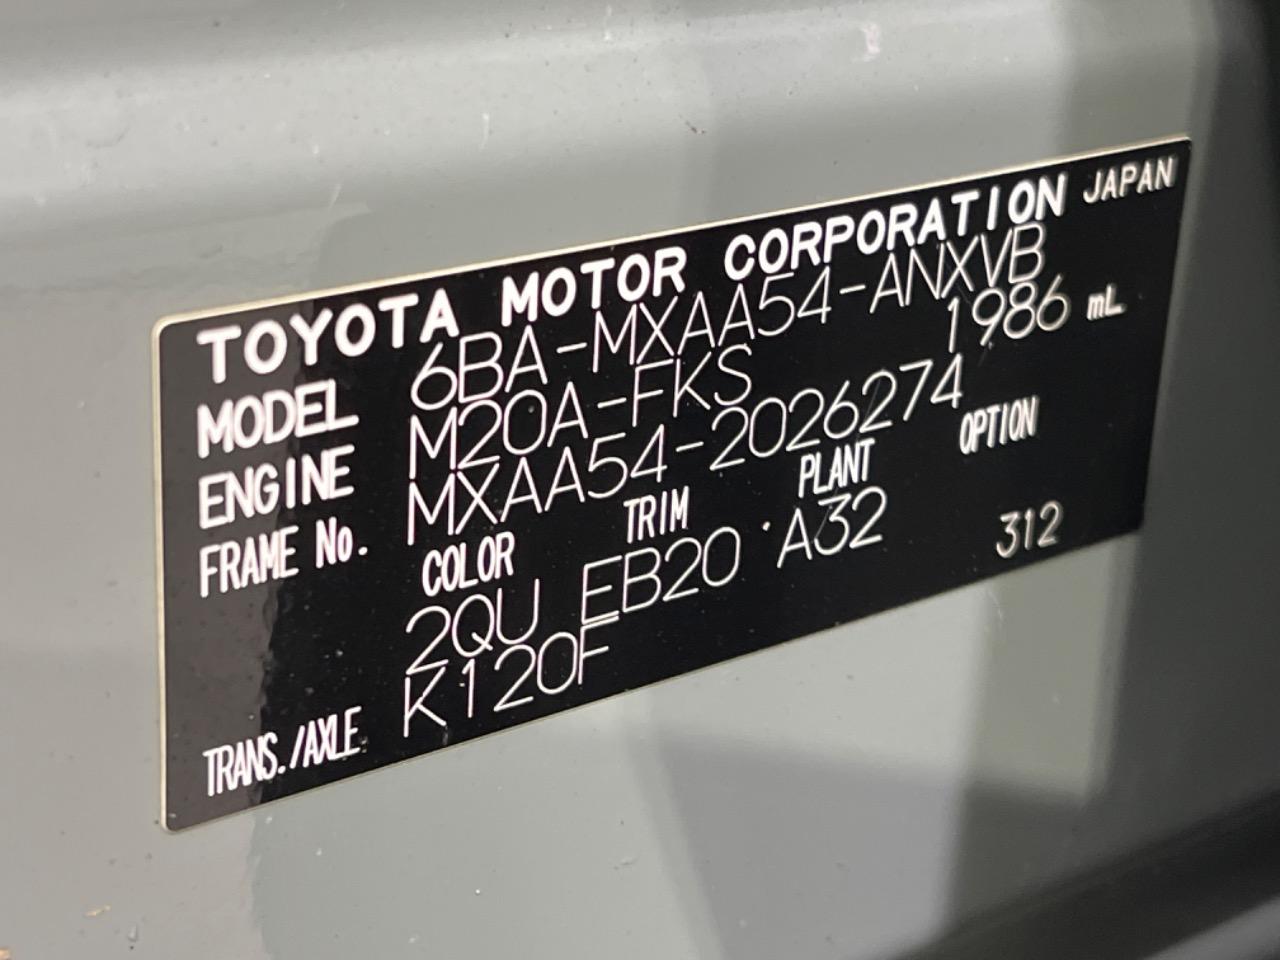 TOYOTA MOTOR CORPORATION JAPAN
MODEL 6BA-MXAA54-ANXVB
ENGINE M20A-FKS 1986 mL
FRAME No. MXAA54-2026274
COLOR TRIM PLANT OPTION
2QU EB20 A32 312
TRANS./AXLE K120F